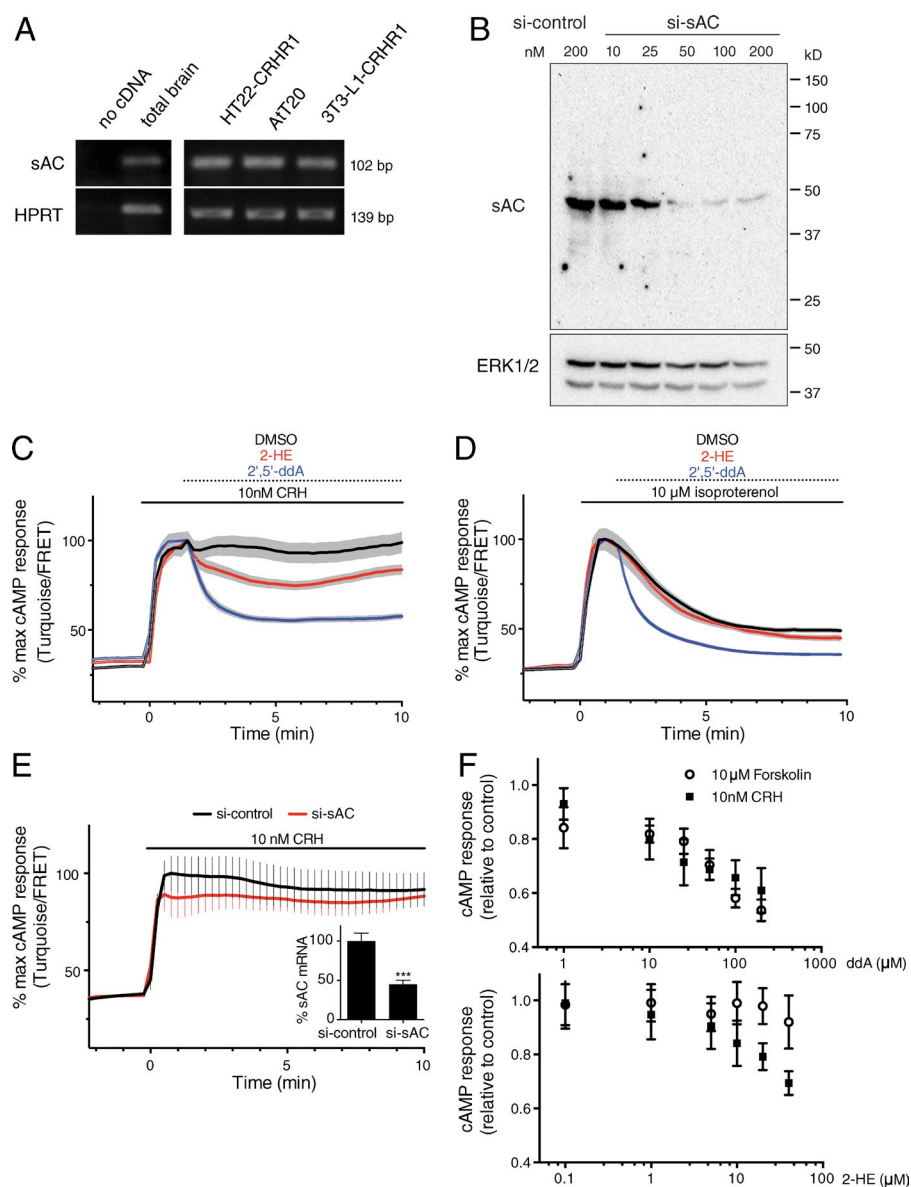 A
no cDNA
total brain
HT22-CRHR1
AtT20
3T3-L1-CRHR1
sAC
102 bp
HPRT
139 bp
B
si-control
si-sAC
nM
200
10
25
50
100
200
kD
150
100
75
50
37
25
sAC
50
37
ERK1/2
C
DMSO
2-HE
2',5'-ddA
10nM CRH
% max cAMP response
(Turquoise/FRET)
100
50
0
5
10
Time (min)
D
DMSO
2-HE
2',5'-ddA
10 µM isoproterenol
% max cAMP response
(Turquoise/FRET)
100
50
0
5
10
Time (min)
E
si-control
si-sAC
10 nM CRH
% max cAMP response
(Turquoise/FRET)
100
50
0
5
10
Time (min)
% sAC mRNA
100
50
0
***
si-control
si-sAC
F
10µM Forskolin
10nM CRH
cAMP response
(relative to control)
1.0
0.8
0.6
0.4
1
10
100
1000
ddA (µM)
cAMP response
(relative to control)
1.0
0.8
0.6
0.4
0.1
1
10
100
2-HE (µM)